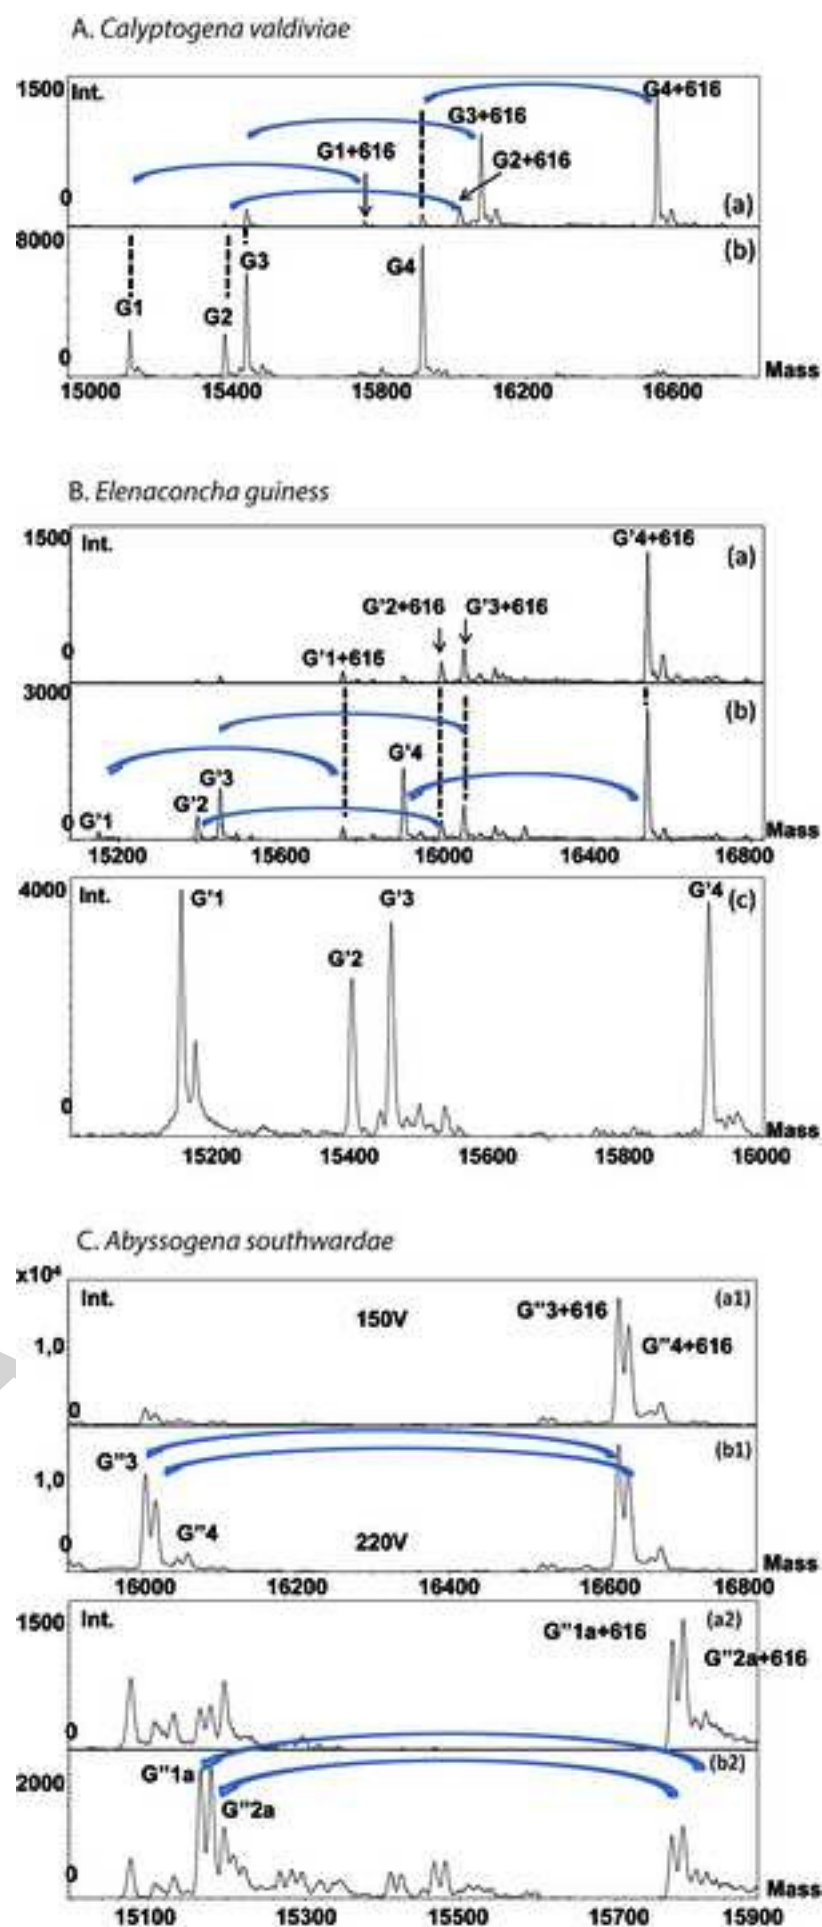 A. Calyptogena valdiviae
1500 Int. G4+616
G3+616
G1+616 G2+616
0 (a)
8000 (b)
G3 G4
G1 G2
0 Mass
15000 15400 15800 16200 16600
B. Elenaconcha guiness
1500 Int. G'4+616 (a)
G'2+616 G'3+616
0 G'1+616
3000 (b)
G'4
G'3
G'2
0 G'1 Mass
15200 15600 16000 16400 16800
4000 Int. G'1 G'3 G'4 (c)
G'2
0 Mass
15200 15400 15600 15800 16000
C. Abyssogena southwardae
x10⁴
Int. 150V G"3+616 (a1)
1,0 G"4+616
0
G"3 (b1)
1,0
G"4
0 220V Mass
16000 16200 16400 16600 16800
1500 Int. G"1a+616 (a2)
G"2a+616
0
G"1a (b2)
2000 G"2a
0 Mass
15100 15300 15500 15700 15900